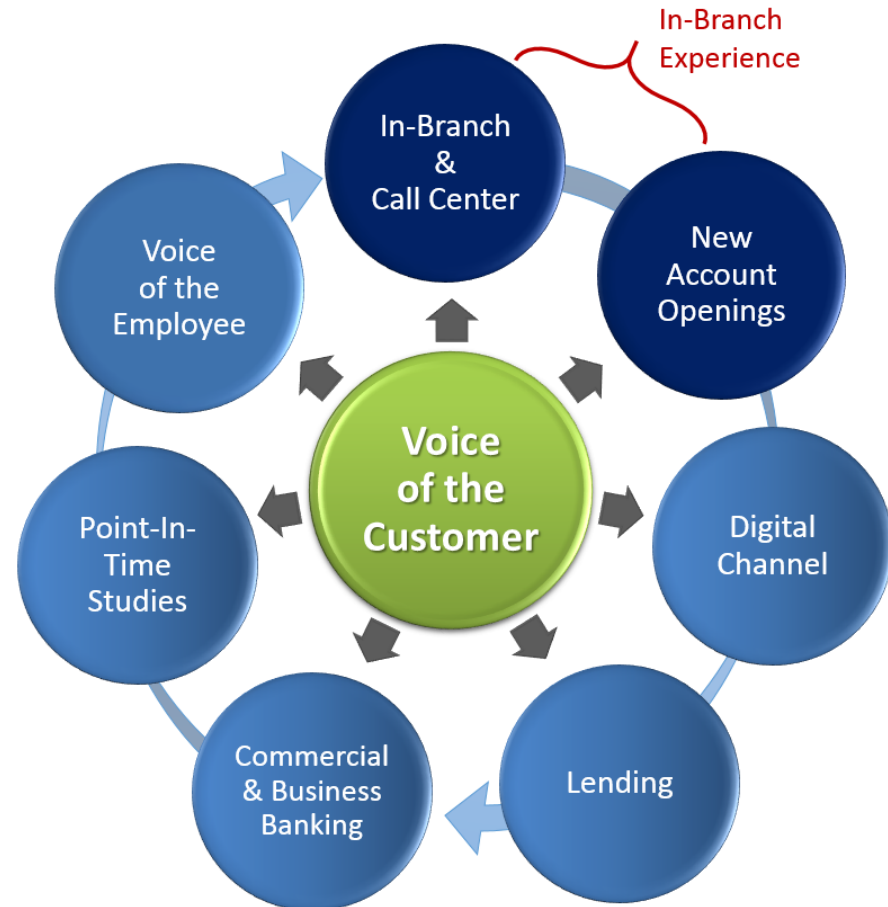 In-Branch
Experience
In-Branch
&
Call Center
New
Account
Openings
Digital
Channel
Lending
Commercial
& Business
Banking
Point-In-
Time
Studies
Voice
of the
Employee
Voice
of the
Customer